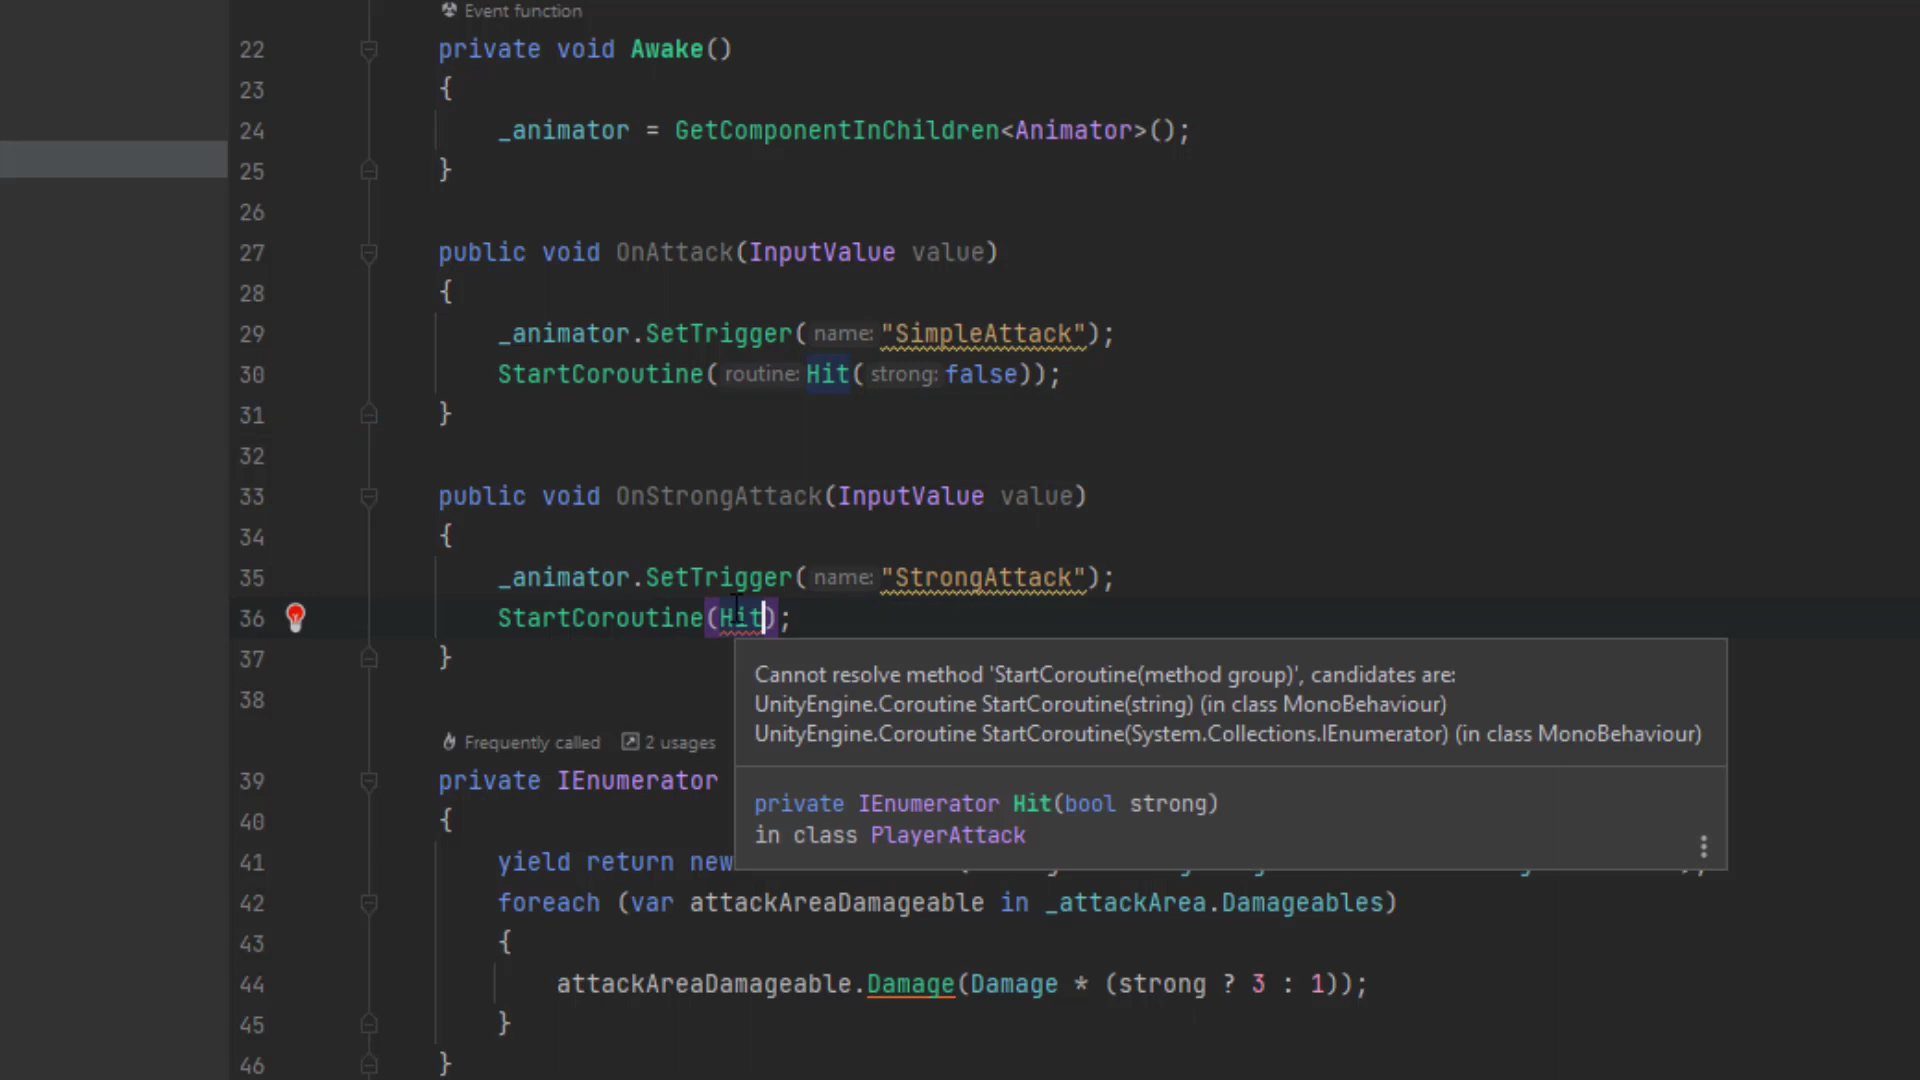 Event function
22 private void Awake()
23 {
24 _animator = GetComponentInChildren<Animator>();
25 }
26
27 public void OnAttack(InputValue value)
28 {
29 _animator.SetTrigger( name: "SimpleAttack");
30 StartCoroutine( routine: Hit( strong: false));
31 }
32
33 public void OnStrongAttack(InputValue value)
34 {
35 _animator.SetTrigger( name: "StrongAttack");
36 StartCoroutine(Hit);
37 }
38
Cannot resolve method 'StartCoroutine(method group)', candidates are:
UnityEngine.Coroutine StartCoroutine(string) (in class MonoBehaviour)
UnityEngine.Coroutine StartCoroutine(System.Collections.IEnumerator) (in class MonoBehaviour)
private IEnumerator Hit(bool strong)
in class PlayerAttack
Frequently called 2 usages
39 private IEnumerator
40 {
41 yield return new
42 foreach (var attackAreaDamageable in _attackArea.Damageables)
43 {
44 attackAreaDamageable.Damage(Damage * (strong ? 3 : 1));
45 }
46 }